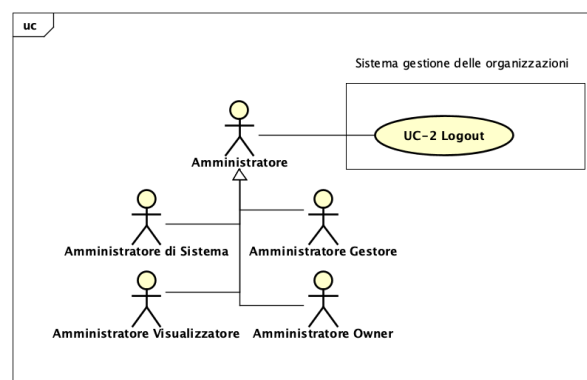 uc
Sistema gestione delle organizzazioni
UC-2 Logout
Amministratore
Amministratore di Sistema
Amministratore Gestore
Amministratore Visualizzatore
Amministratore Owner